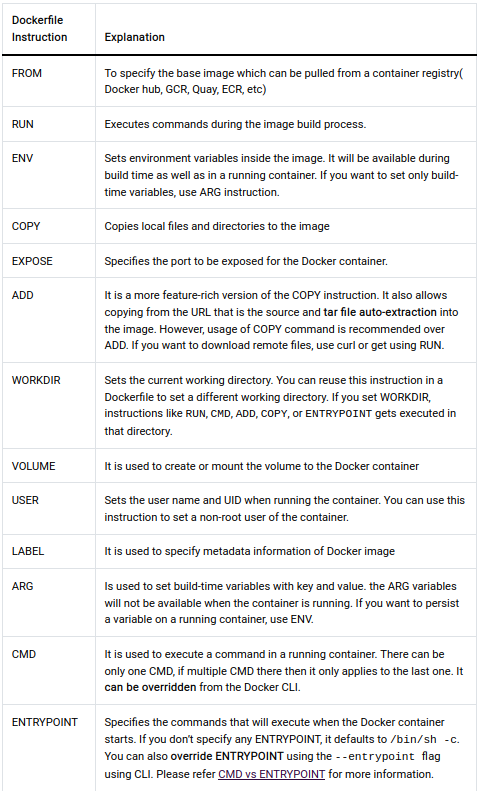 Dockerfile
Instruction
Explanation
FROM
To specify the base image which can be pulled from a container registry(
Docker hub, GCR, Quay, ECR, etc)
RUN
Executes commands during the image build process.
ENV
Sets environment variables inside the image. It will be available during
build time as well as in a running container. If you want to set only build-
time variables, use ARG instruction.
COPY
Copies local files and directories to the image
EXPOSE
Specifies the port to be exposed for the Docker container.
ADD
It is a more feature-rich version of the COPY instruction. It also allows
copying from the URL that is the source and tar file auto-extraction into
the image. However, usage of COPY command is recommended over
ADD. If you want to download remote files, use curl or get using RUN.
WORKDIR
Sets the current working directory. You can reuse this instruction in a
Dockerfile to set a different working directory. If you set WORKDIR,
instructions like RUN, CMD, ADD, COPY, or ENTRYPOINT gets executed in
that directory.
VOLUME
It is used to create or mount the volume to the Docker container
USER
Sets the user name and UID when running the container. You can use this
instruction to set a non-root user of the container.
LABEL
It is used to specify metadata information of Docker image
ARG
Is used to set build-time variables with key and value. the ARG variables
will not be available when the container is running. If you want to persist
a variable on a running container, use ENV.
CMD
It is used to execute a command in a running container. There can be
only one CMD, if multiple CMD there then it only applies to the last one. It
can be overridden from the Docker CLI.
ENTRYPOINT
Specifies the commands that will execute when the Docker container
starts. If you don't specify any ENTRYPOINT, it defaults to /bin/sh -c.
You can also override ENTRYPOINT using the --entrypoint flag
using CLI. Please refer CMD vs ENTRYPOINT for more information.